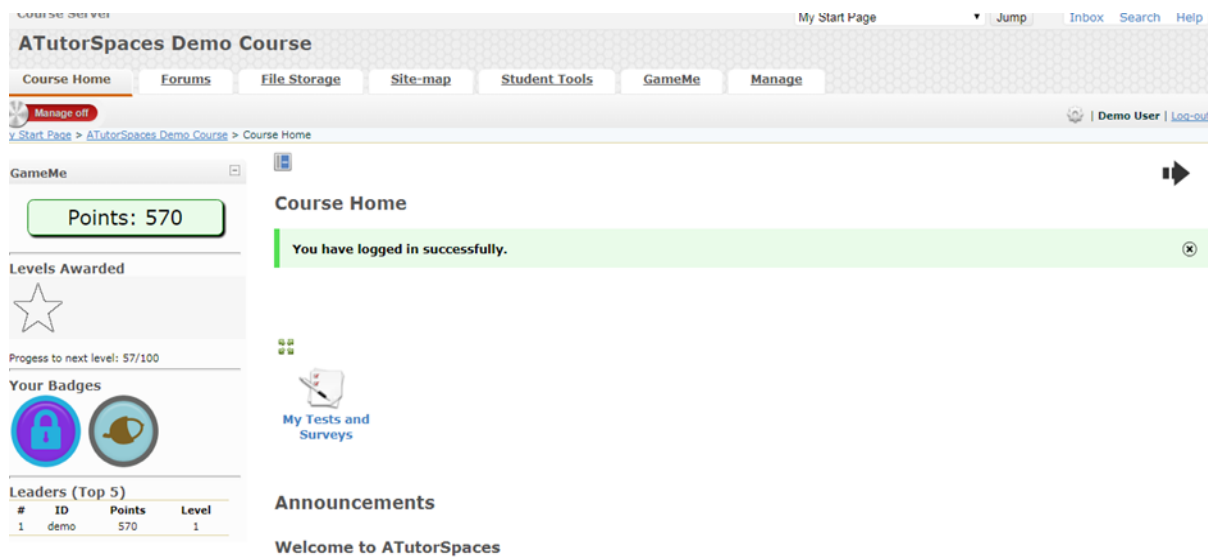 Course Server
My Start Page Jump Inbox Search Help
ATutorSpaces Demo Course
Course Home Forums File Storage Site-map Student Tools GameMe Manage
Manage off
| Demo User | Log-out
y Start Page > ATutorSpaces Demo Course > Course Home
GameMe
Points: 570
Levels Awarded
Progess to next level: 57/100
Your Badges
Leaders (Top 5)
# ID Points Level
1 demo 570 1
Course Home
You have logged in successfully.
My Tests and
Surveys
Announcements
Welcome to ATutorSpaces